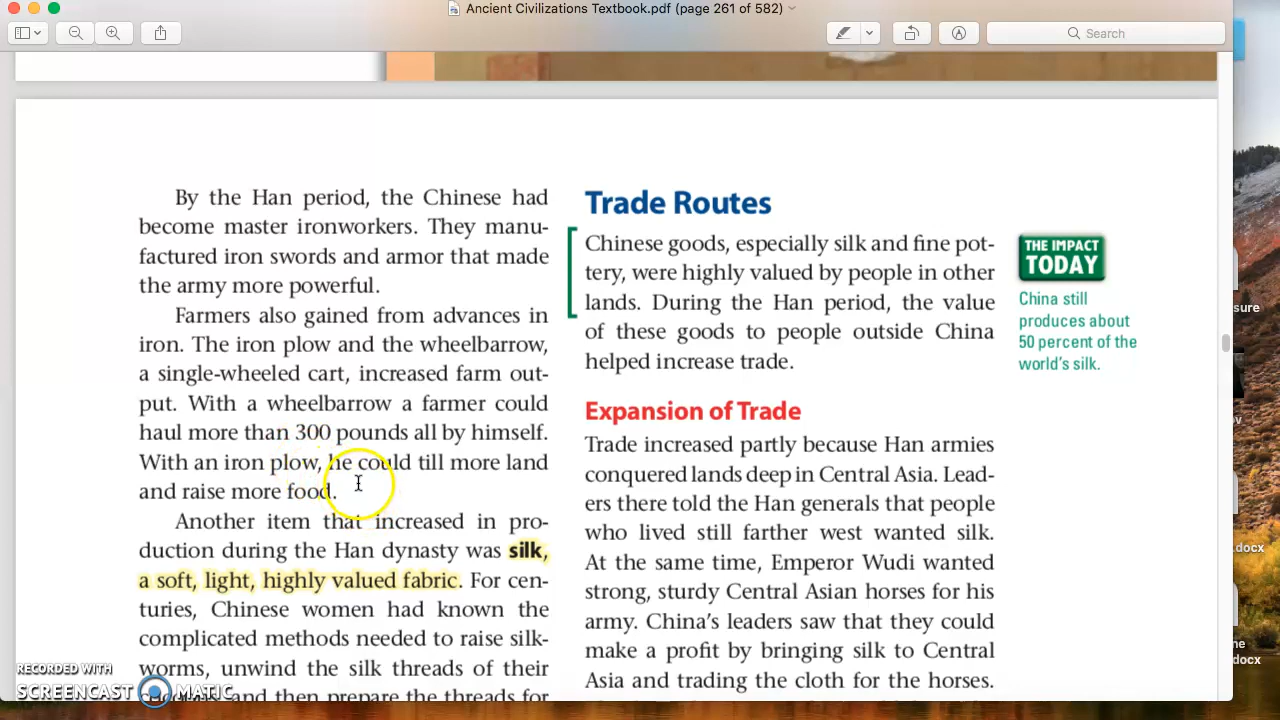 Ancient Civilizations Textbook.pdf (page 261 of 582)
Search
By the Han period, the Chinese had
become master ironworkers. They manu-
factured iron swords and armor that made
the army more powerful.
Farmers also gained from advances in
iron. The iron plow and the wheelbarrow,
a single-wheeled cart, increased farm out-
put. With a wheelbarrow a farmer could
haul more than 300 pounds all by himself.
With an iron plow, he could till more land
and raise more food.
Another item that increased in pro-
duction during the Han dynasty was silk,
a soft, light, highly valued fabric. For cen-
turies, Chinese women had known the
complicated methods needed to raise silk-
worms, unwind the silk threads of their
and then prepare the threads for
Trade Routes
Chinese goods, especially silk and fine pot-
tery, were highly valued by people in other
lands. During the Han period, the value
of these goods to people outside China
helped increase trade.
Expansion of Trade
Trade increased partly because Han armies
conquered lands deep in Central Asia. Lead-
ers there told the Han generals that people
who lived still farther west wanted silk.
At the same time, Emperor Wudi wanted
strong, sturdy Central Asian horses for his
army. China's leaders saw that they could
make a profit by bringing silk to Central
Asia and trading the cloth for the horses.
THE IMPACT
TODAY
China still
produces about
50 percent of the
world's silk.
sure
ov
.docx
ne
ocx
RECORDED WITH
SCREENCAST MATIC